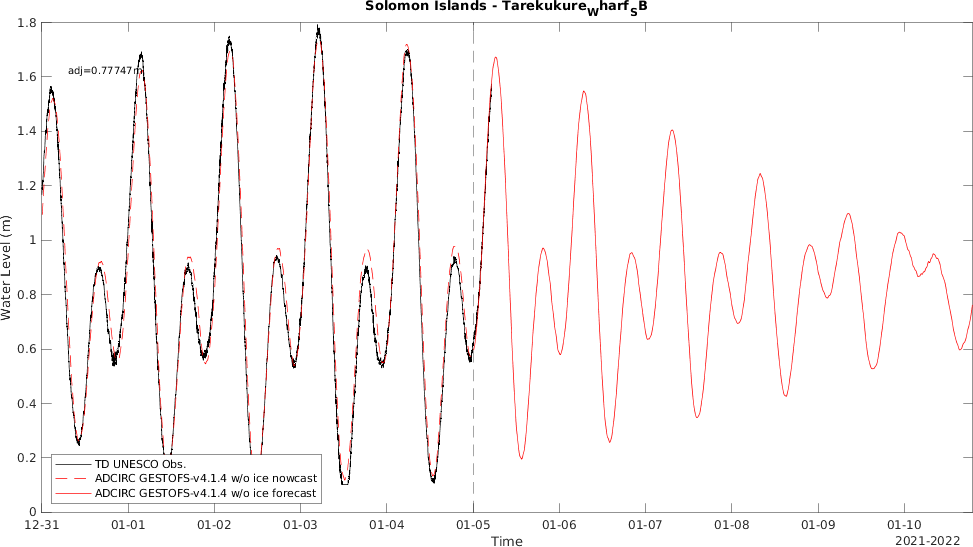 Solomon Islands - Tarekukure_Wharf_SB
1.8
1.6
1.4
1.2
1
0.8
0.6
0.4
0.2
0
Water Level (m)
adj=0.77747m
TD UNESCO Obs.
ADCIRC GESTOFS-v4.1.4 w/o ice nowcast
ADCIRC GESTOFS-v4.1.4 w/o ice forecast
12-31 01-01 01-02 01-03 01-04 01-05 01-06 01-07 01-08 01-09 01-10
Time
2021-2022